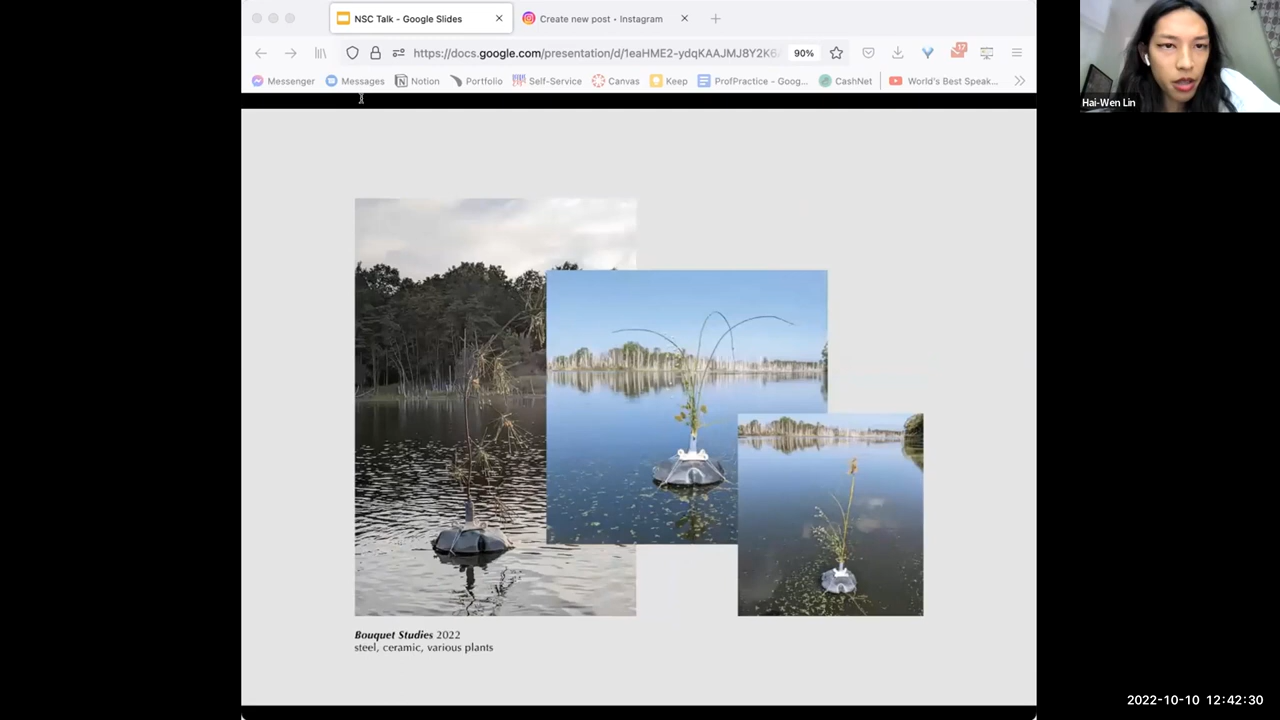 NSC Talk - Google Slides
Create new post • Instagram
https://docs.google.com/presentation/d/1eaHME2-ydqKAAJMJ8Y2K6
90%
17
Messenger
Messages
Notion
Portfolio
Self-Service
Canvas
Keep
ProfPractice - Goog...
CashNet
World's Best Speak...
Hai-Wen Lin
Bouquet Studies 2022
steel, ceramic, various plants
2022-10-10 12:42:30